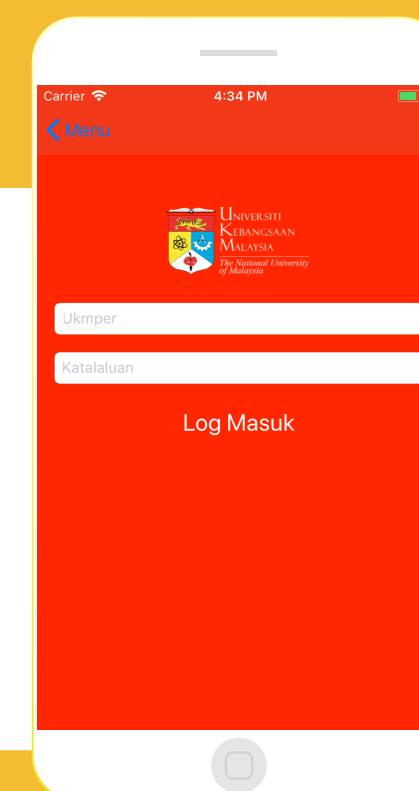 Carrier 4:34 PM
Menu
UNIVERSITI
KEBANGSAAN
MALAYSIA
The National University
of Malaysia
Ukmper
Katalaluan
Log Masuk